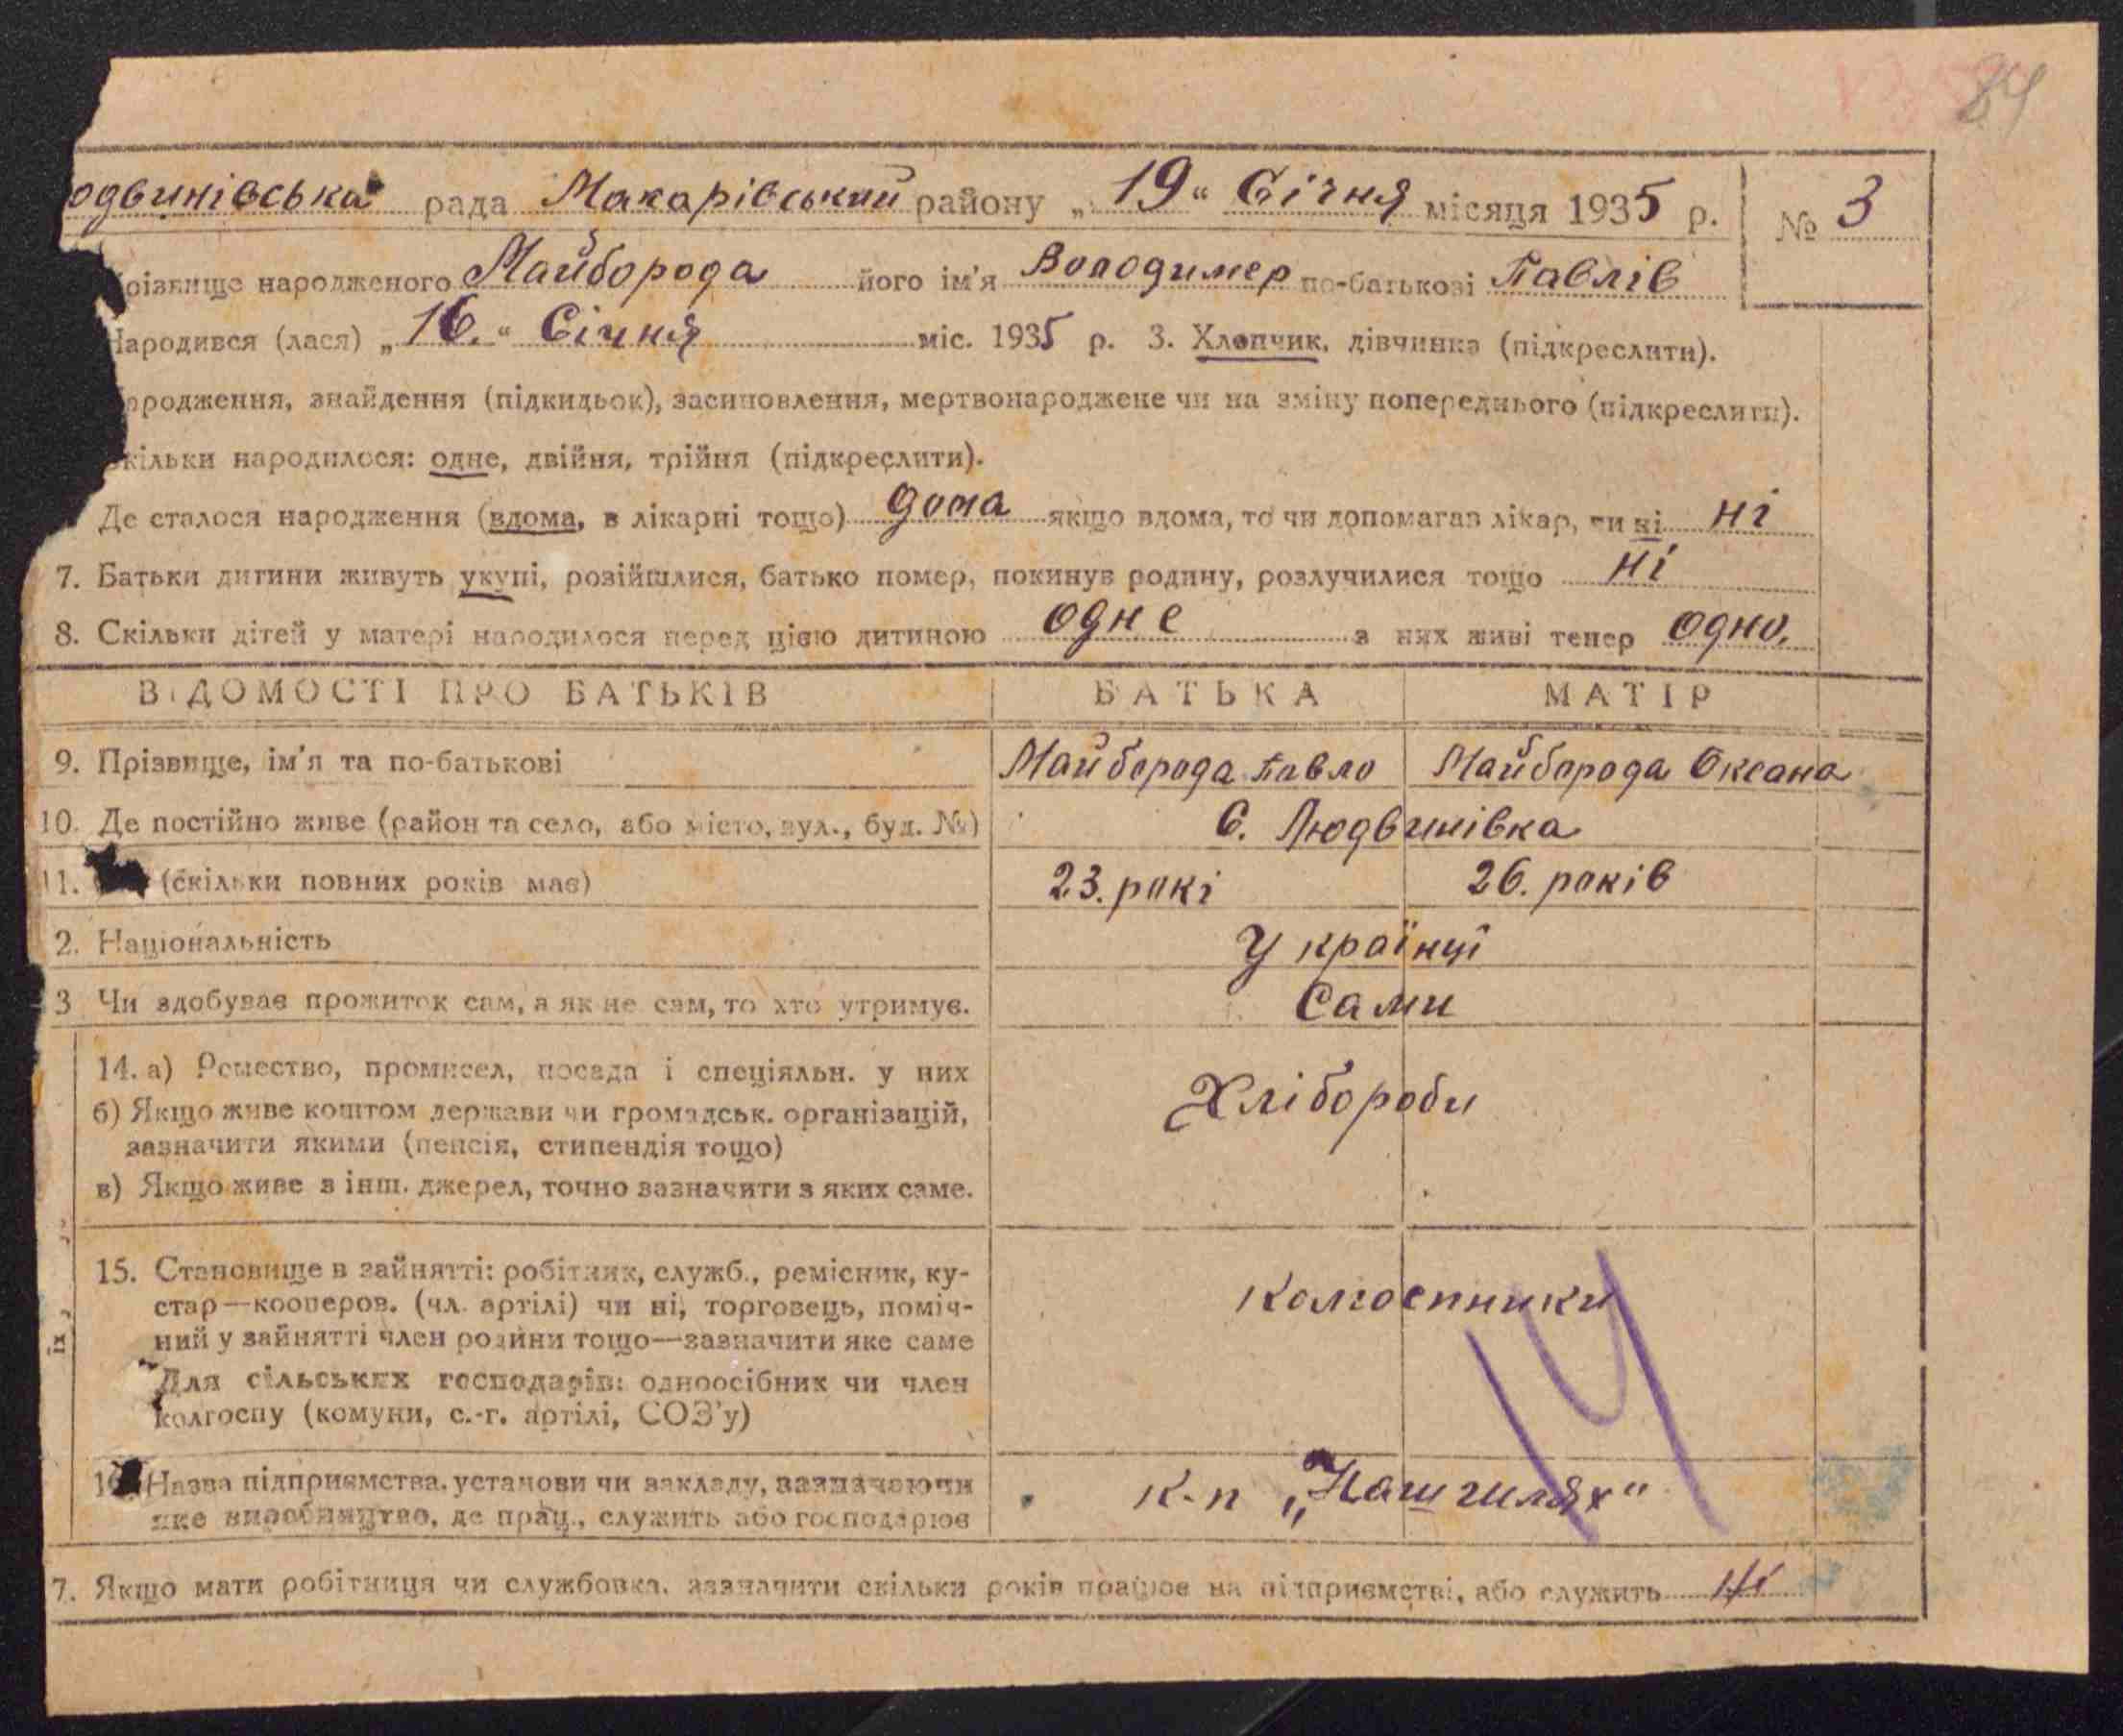 84
одвинівська рада Макарівський району „19“ Січня місяця 1935 р. № 3
різвище народженого Майборода його ім'я Володимер по-батькові Павлів
Народився (лася) „16.“ Січня міс. 1935 р. 3. Хлопчик, дівчинка (підкреслити).
ародження, знайдення (підкидьок), засиновлення, мертвонароджене чи на зміну попереднього (підкреслити).
кільки народилося: одне, двійня, трійня (підкреслити).
Де сталося народження (вдома, в лікарні тощо) дома якщо вдома, то чи допомагав лікар, чи ні ні
7. Батьки дитини живуть укупі, розійшлися, батько помер, покинув родину, розлучилися тощо ні
8. Скільки дітей у матері народилося перед цією дитиною одне з них живі тепер одно.
ВІДОМОСТІ ПРО БАТЬКІВ БАТЬКА МАТІР
9. Прізвище, ім'я та по-батькові Майборода Павло Майборода Оксана
10. Де постійно живе (район та село, або місто, вул., буд. №) С. Людвинівка
11. (скільки повних років має) 23. рокі 26. років
2. Національність Українці
3 Чи здобуває прожиток сам, а як не сам, то хто утримує. Сами
14. а) Ремество, промисел, посада і спеціяльн. у них
б) Якщо живе коштом держави чи громадськ. організацій,
зазначити якими (пенсія, стипендія тощо)
Хлібороби
в) Якщо живе з інш. джерел, точно зазначити з яких саме.
15. Становище в зайнятті: робітник, служб., ремісник, ку-
стар—кооперов. (чл. артілі) чи ні, торговець, поміч-
ний у зайнятті член родини тощо—зазначити яке саме
Колгоспники
Для сільських господарів: одноосібник чи член
колгоспу (комуни, с.-г. артілі, СОЗ'у)
14
їх
16 Назва підприємства, установи чи закладу, зазначаючи
яке виробництво, де прац., служить або господарює
к-п „Наш шлях“
7. Якщо мати робітниця чи службовка, зазначити скільки років працює на підприємстві, або служить ні